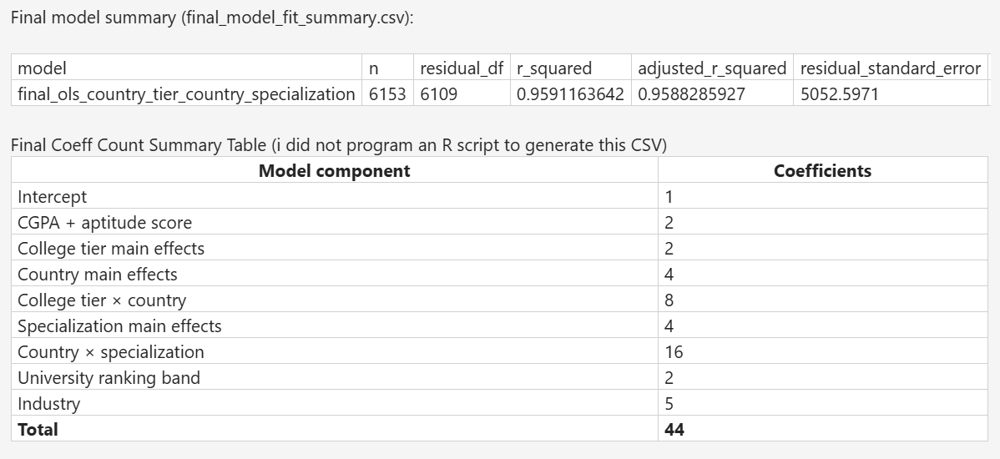 Final model summary (final_model_fit_summary.csv):
model n residual_df r_squared adjusted_r_squared residual_standard_error
final_ols_country_tier_country_specialization 6153 6109 0.9591163642 0.9588285927 5052.5971
Final Coeff Count Summary Table (i did not program an R script to generate this CSV)
Model component Coefficients
Intercept 1
CGPA + aptitude score 2
College tier main effects 2
Country main effects 4
College tier × country 8
Specialization main effects 4
Country × specialization 16
University ranking band 2
Industry 5
Total 44